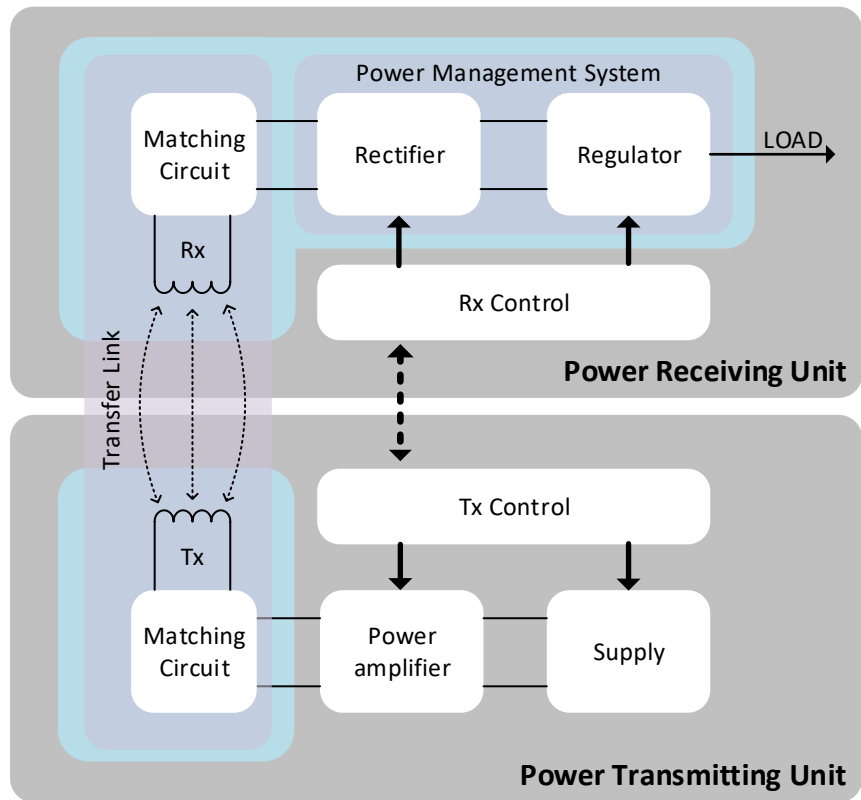 Power Management System
Matching
Circuit
Rectifier
Regulator
LOAD
Rx
Rx Control
Transfer Link
Power Receiving Unit
Tx Control
Tx
Matching
Circuit
Power
amplifier
Supply
Power Transmitting Unit